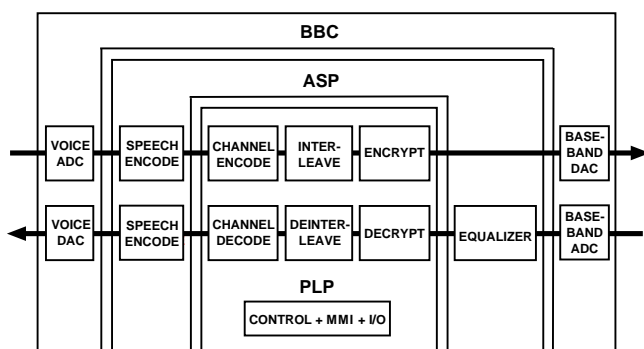 BBC
ASP
VOICE
ADC
SPEECH
ENCODE
CHANNEL
ENCODE
INTER-
LEAVE
ENCRYPT
BASE-
BAND
DAC
VOICE
DAC
SPEECH
ENCODE
CHANNEL
DECODE
DEINTER-
LEAVE
DECRYPT
EQUALIZER
BASE-
BAND
ADC
PLP
CONTROL + MMI + I/O